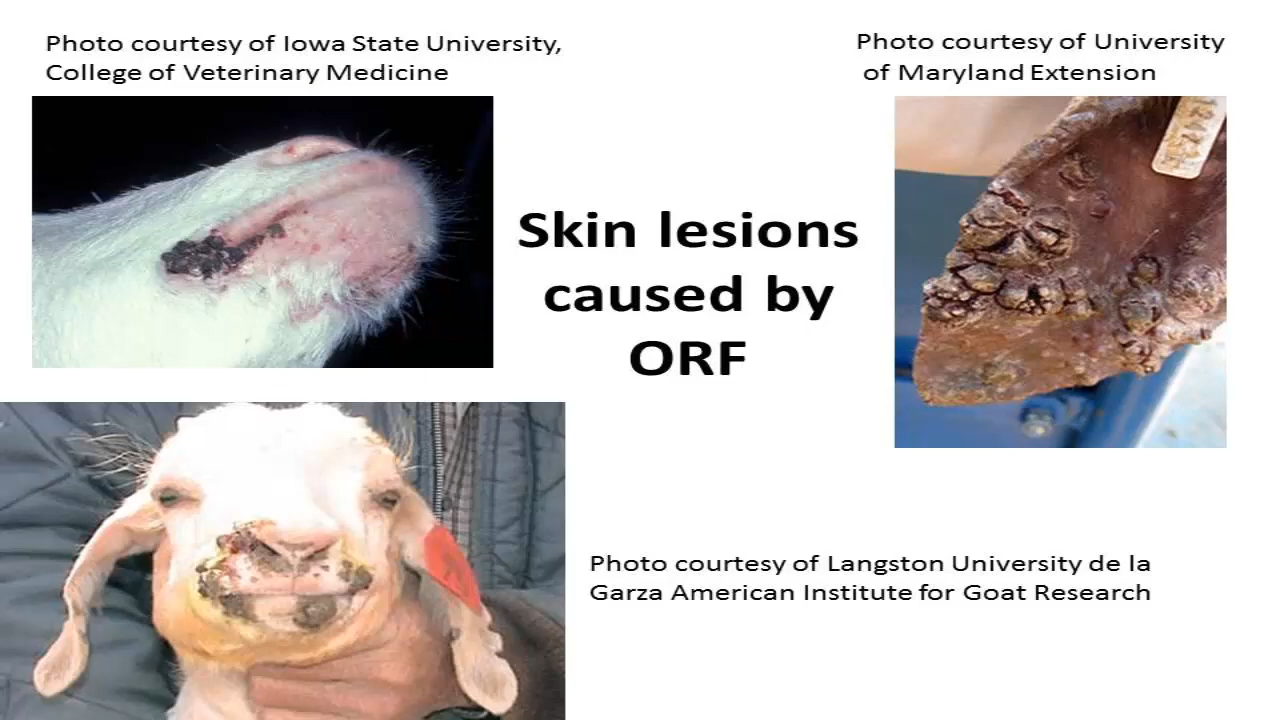 Photo courtesy of Iowa State University,
College of Veterinary Medicine
Photo courtesy of University
of Maryland Extension
Skin lesions
caused by
ORF
Photo courtesy of Langston University de la
Garza American Institute for Goat Research